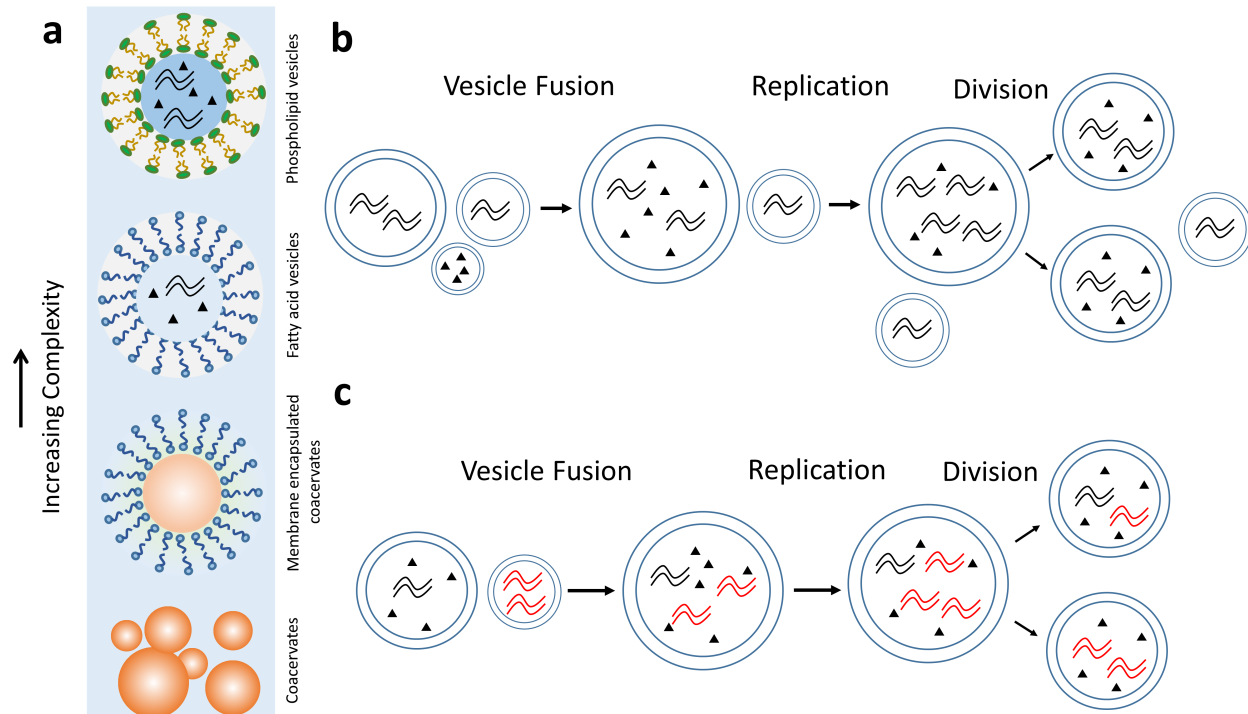 a
Increasing Complexity
Phospholipid vesicles
Fatty acid vesicles
Membrane encapsulated
coacervates
Coacervates
b
Vesicle Fusion
Replication
Division
c
Vesicle Fusion
Replication
Division